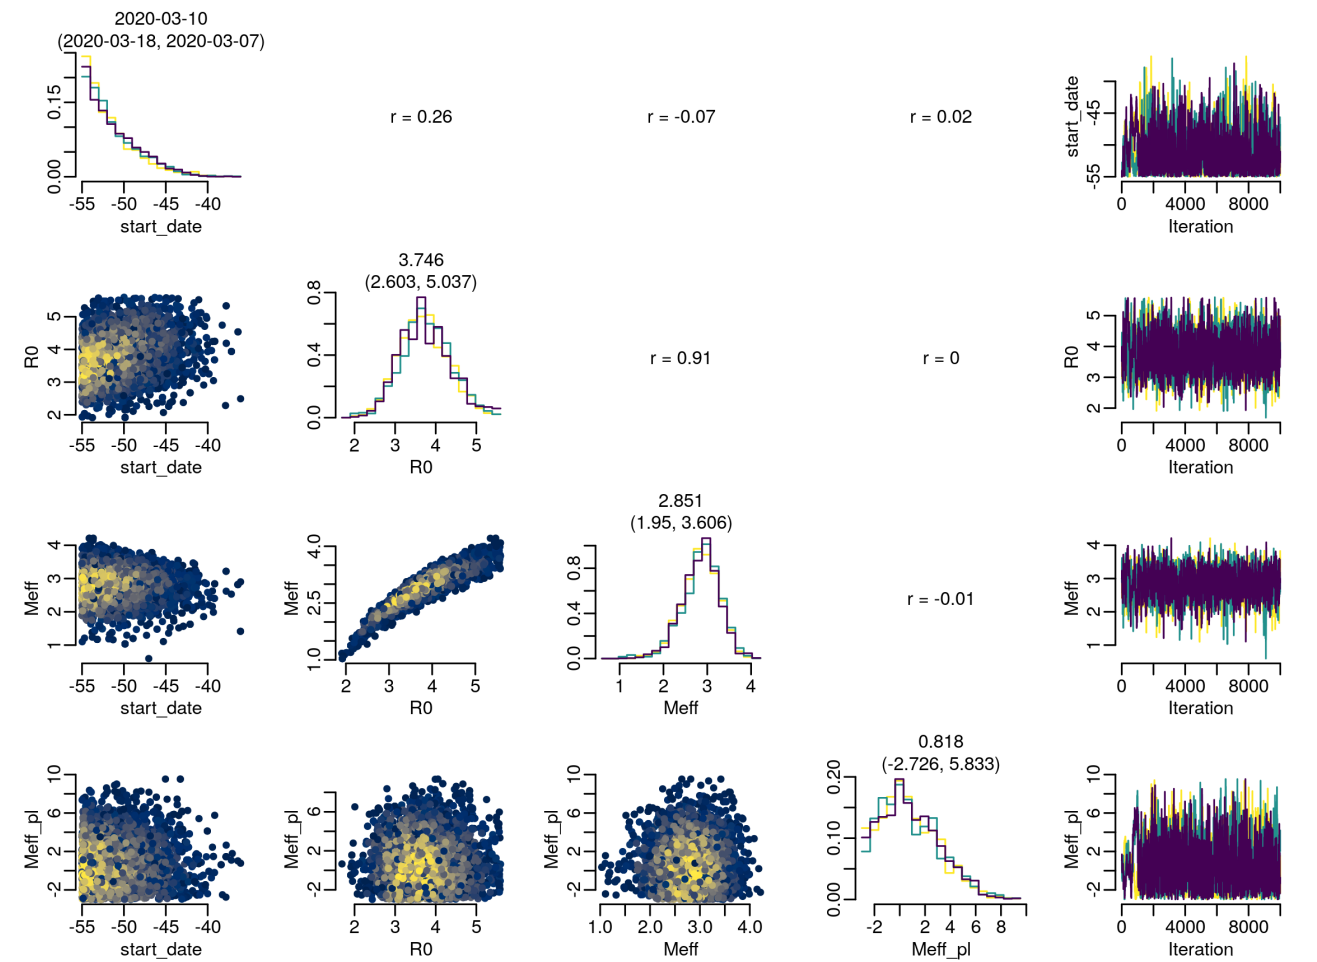 2020-03-10
(2020-03-18, 2020-03-07)
0.00 0.15
-55 -50 -45 -40
start_date
r = 0.26
r = -0.07
r = 0.02
start_date
-55 -45
0 4000 8000
Iteration
R0
2 3 4 5
-55 -50 -45 -40
start_date
3.746
(2.603, 5.037)
0.0 0.4 0.8
2 3 4 5
R0
r = 0.91
r = 0
R0
2 3 4 5
0 4000 8000
Iteration
Meff
1 2 3 4
-55 -50 -45 -40
start_date
Meff
1.0 2.5 4.0
2 3 4 5
R0
2.851
(1.95, 3.606)
0.0 0.4 0.8
1 2 3 4
Meff
r = -0.01
Meff
1 2 3 4
0 4000 8000
Iteration
Meff_pl
-2 2 6 10
-55 -50 -45 -40
start_date
Meff_pl
-2 2 6
2 3 4 5
R0
Meff_pl
-2 2 6 10
1.0 2.0 3.0 4.0
Meff
0.818
(-2.726, 5.833)
0.00 0.10 0.20
-2 2 4 6 8
Meff_pl
Meff_pl
-2 2 6 10
0 4000 8000
Iteration